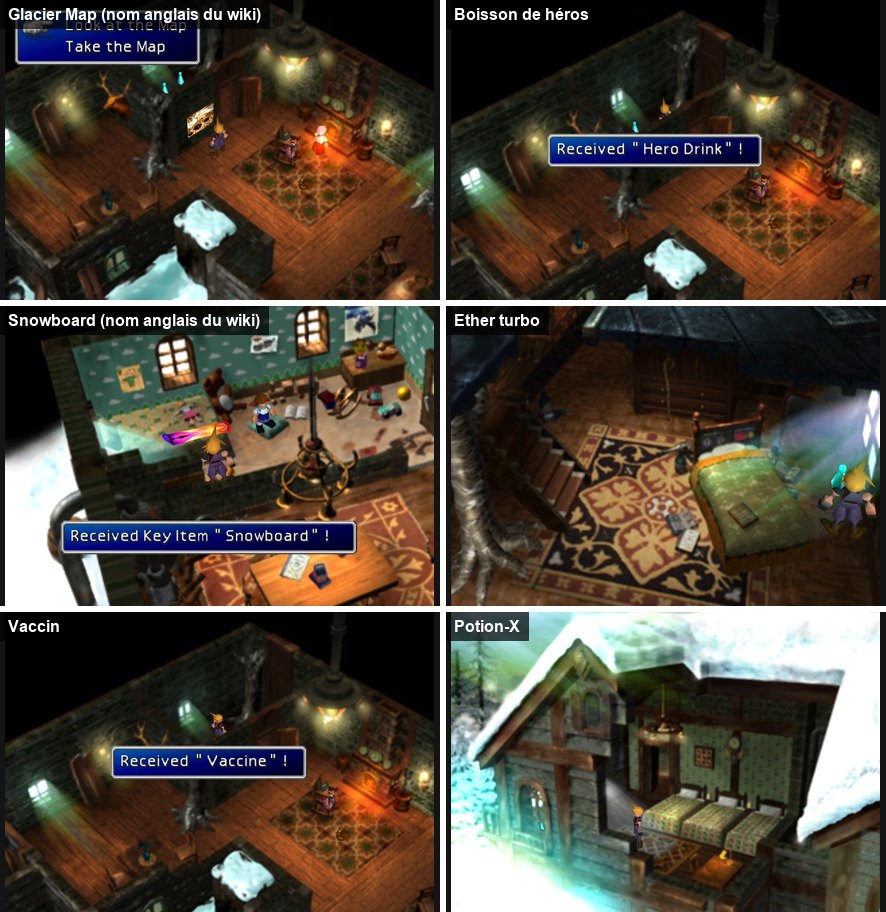 Glacier Map (nom anglais du wiki)
Look at the Map
Take the Map
Boisson de héros
Received "Hero Drink" !
Snowboard (nom anglais du wiki)
Received Key Item "Snowboard" !
Ether turbo
Vaccin
Received "Vaccine" !
Potion-X